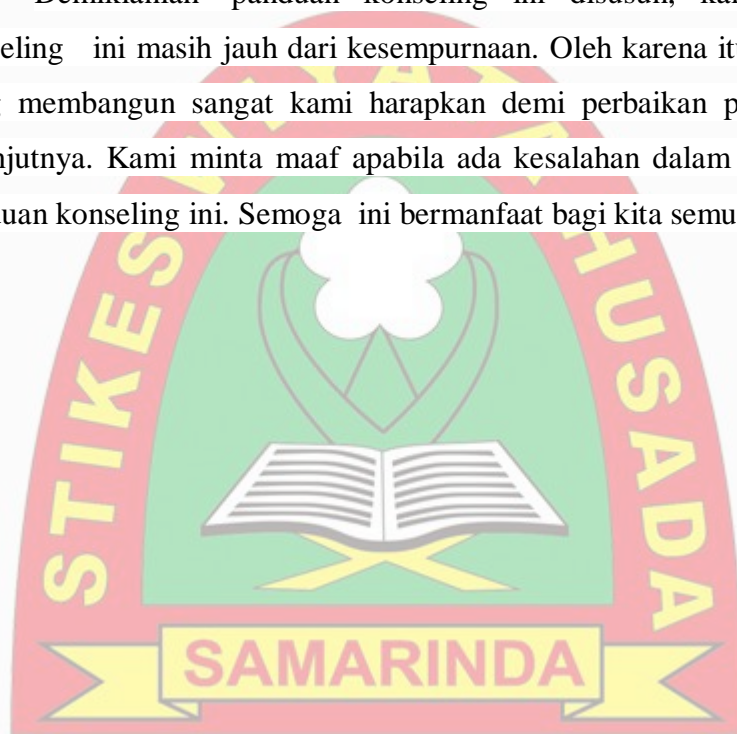 Demikianlah panduan konseling ini disusun,
eling ini masih jauh dari kesempurnaan. Oleh karena itu
membangun sangat kami harapkan demi perbaikan
njutnya. Kami minta maaf apabila ada kesalahan dalam
uan konseling ini. Semoga ini bermanfaat bagi kita semu
STIKES
HUSADA
SAMARINDA